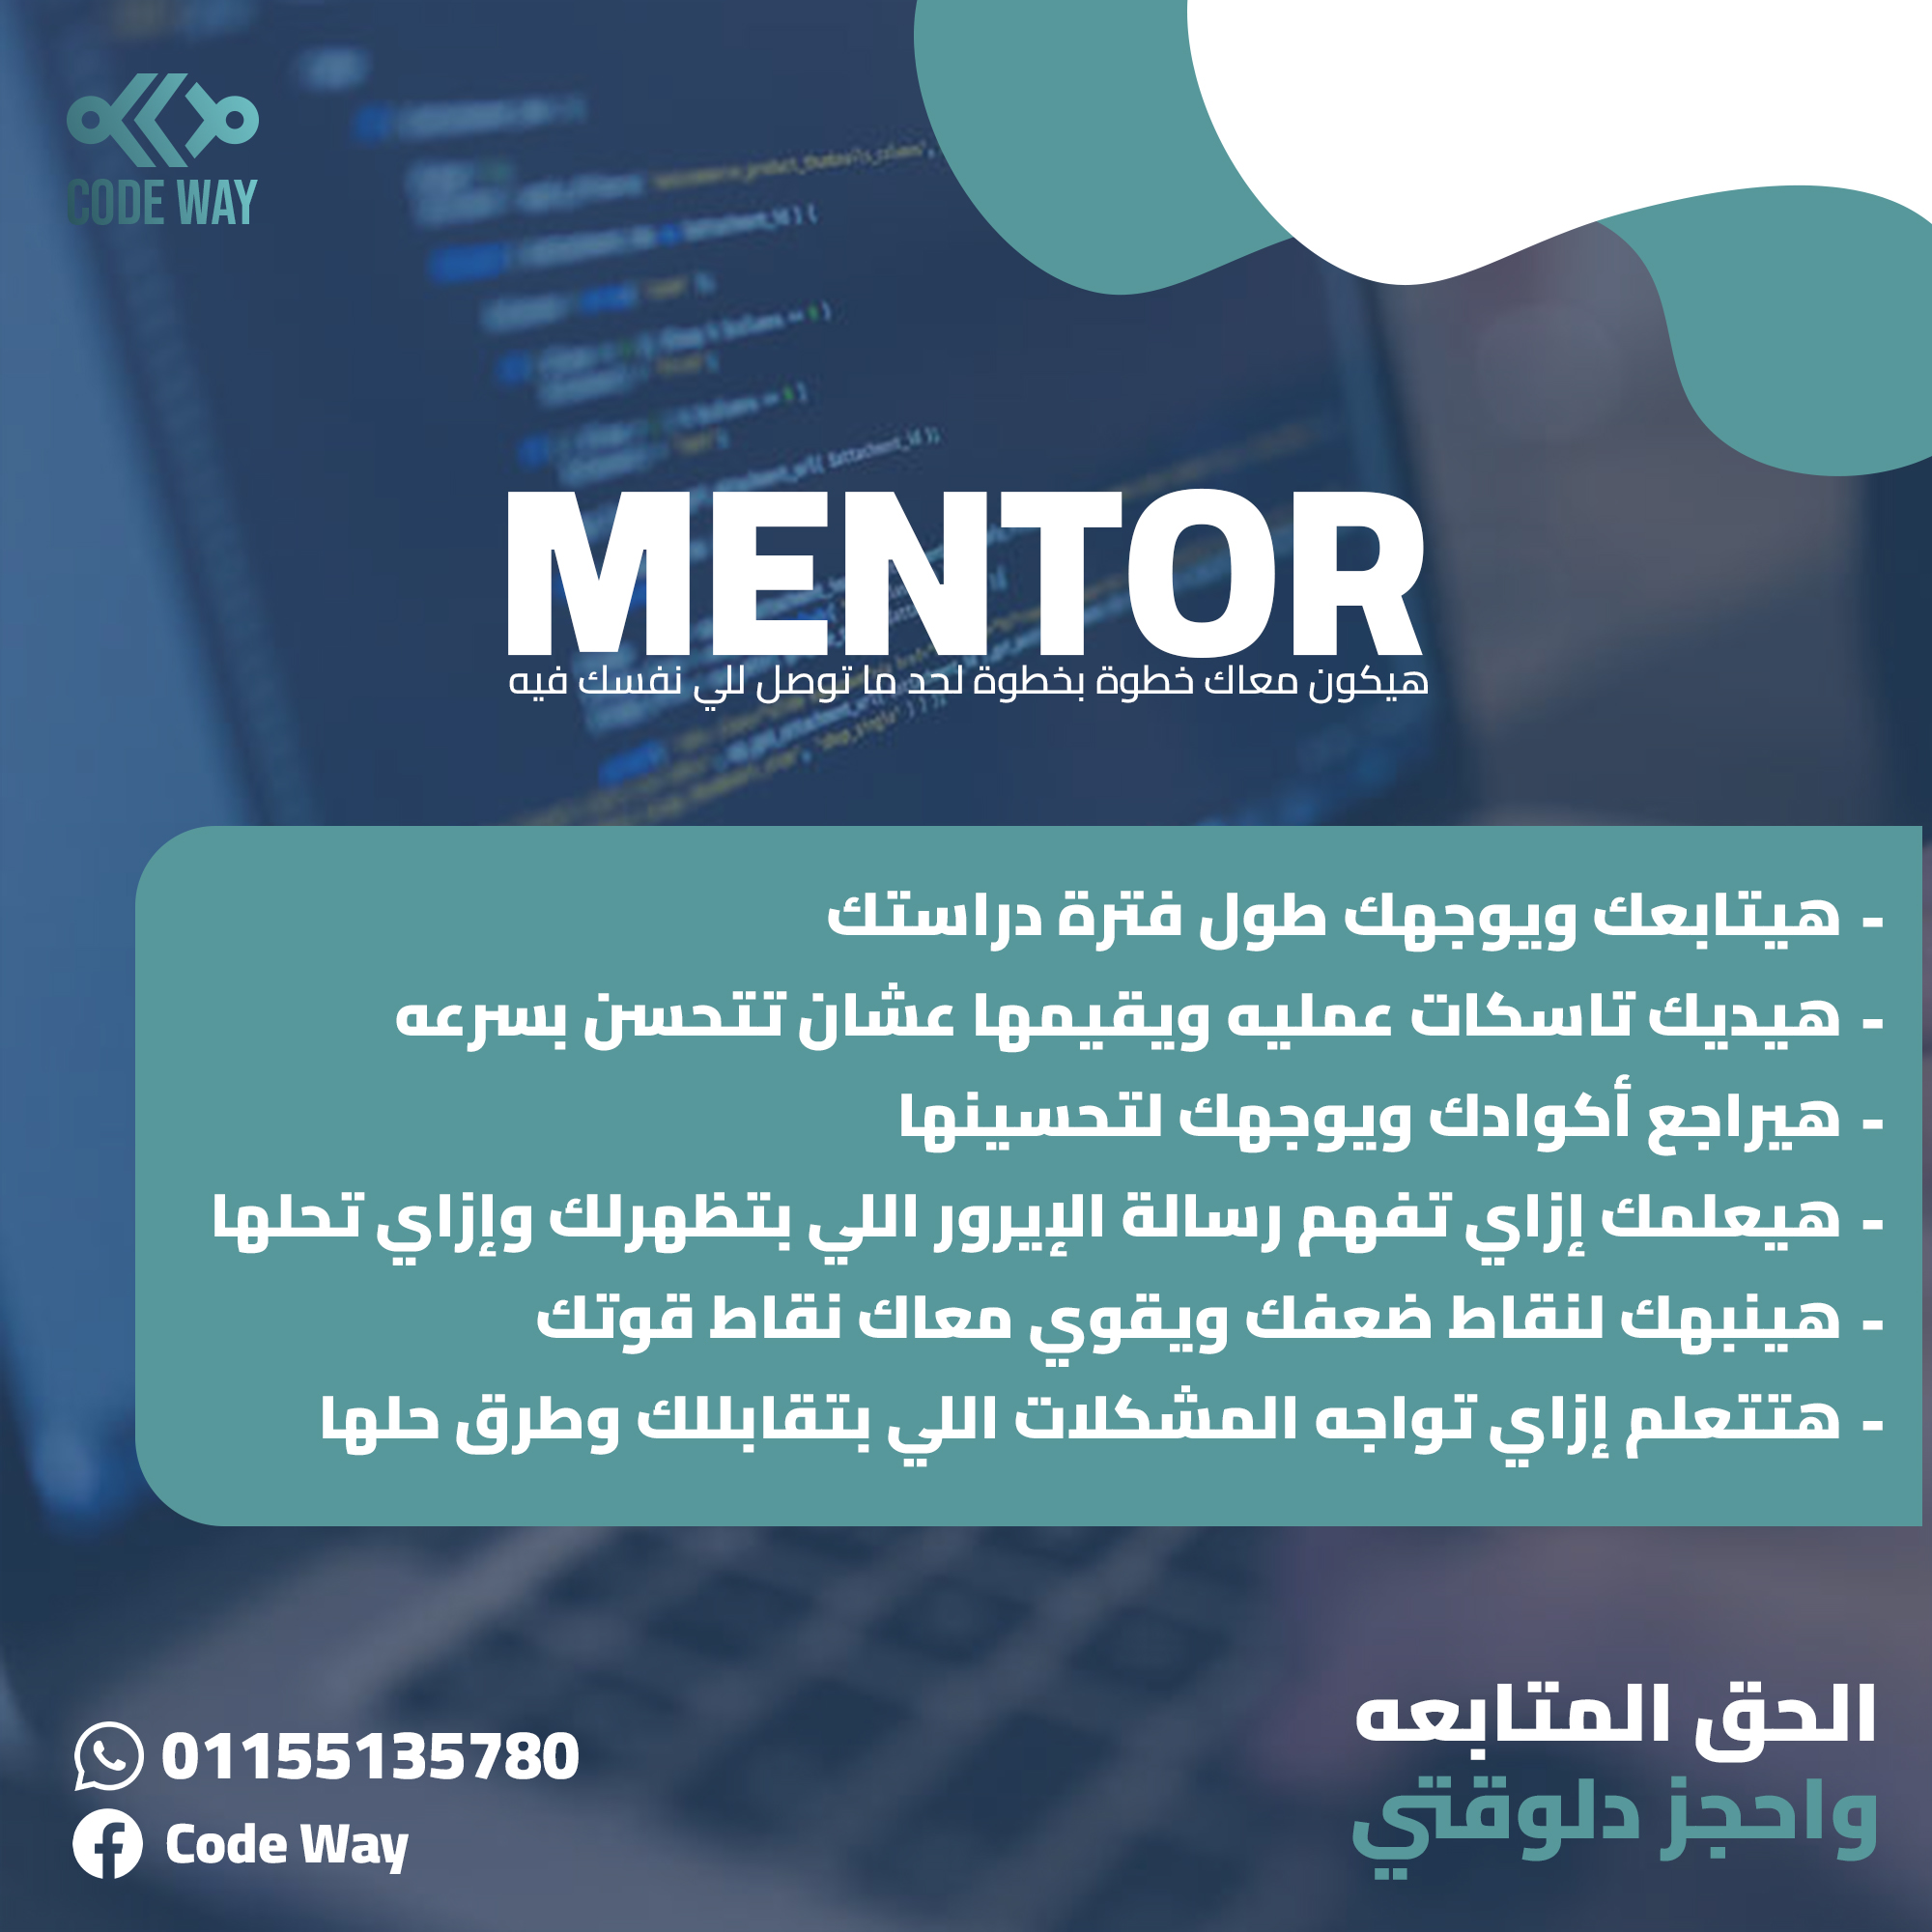 CODE WAY
MENTOR
هيكون معاك خطوة بخطوة لحد ما توصل للي نفسك فيه
- هيتابعك ويوجهك طول فترة دراستك
- هيديك تاسكات عمليه ويقيمها عشان تتحسن بسرعه
- هيراجع أكوادك ويوجهك لتحسينها
- هيعلمك إزاي تفهم رسالة الإيرور اللي بتظهرلك وإزاي تحلها
- هينبهك لنقاط ضعفك ويقوي معاك نقاط قوتك
- هتتعلم إزاي تواجه المشكلات اللي بتقابللك وطرق حلها
الحق المتابعه
واحجز دلوقتي
01155135780
Code Way